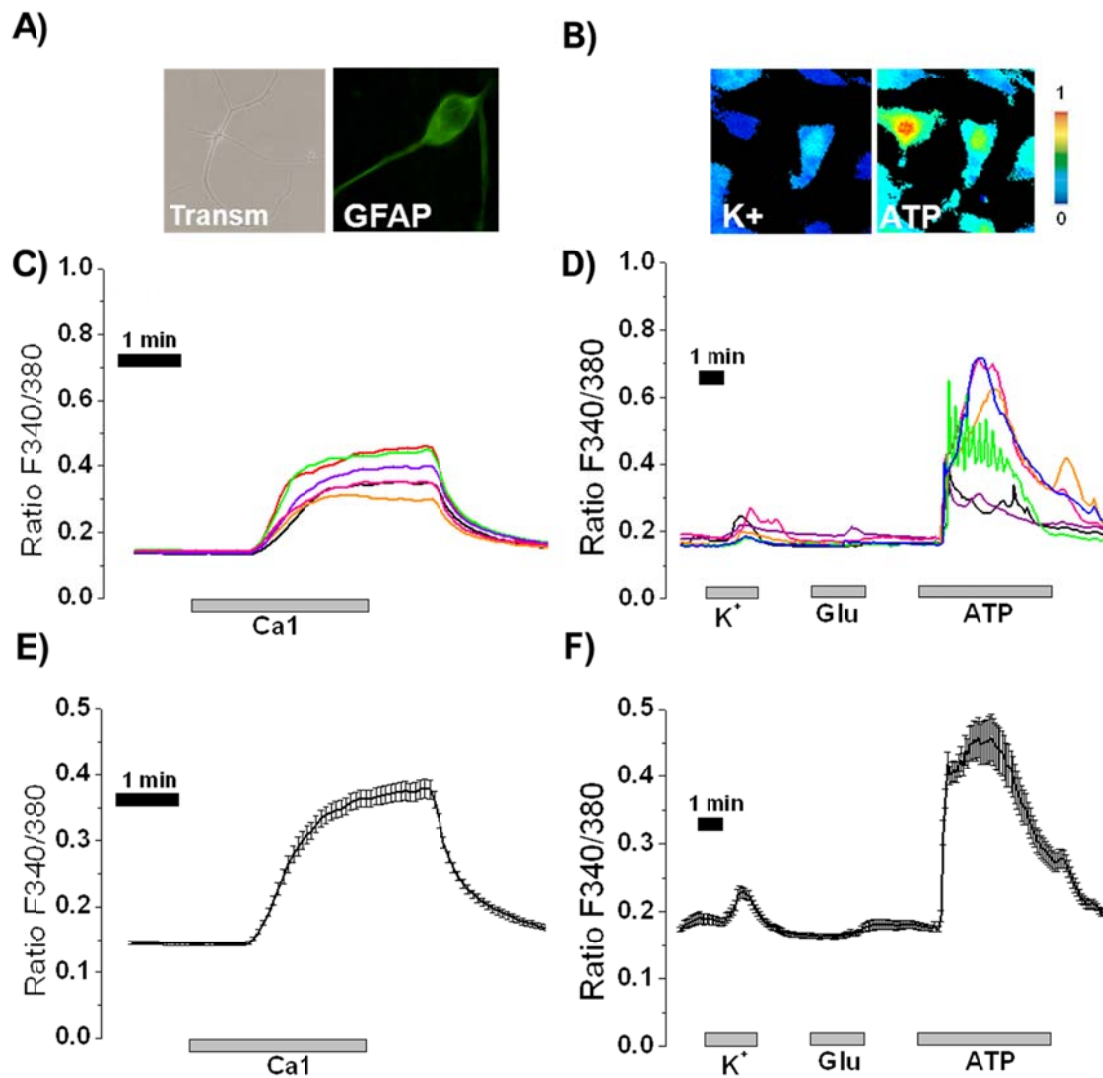 A)
B)
Transm
GFAP
K+
ATP
1
0
C)
1.0
0.8
0.6
0.4
0.2
0.0
Ratio F340/380
1 min
Ca1
D)
1.0
0.8
0.6
0.4
0.2
0.0
Ratio F340/380
1 min
K+
Glu
ATP
E)
0.5
0.4
0.3
0.2
0.1
0.0
Ratio F340/380
1 min
Ca1
F)
0.5
0.4
0.3
0.2
0.1
0.0
Ratio F340/380
1 min
K+
Glu
ATP